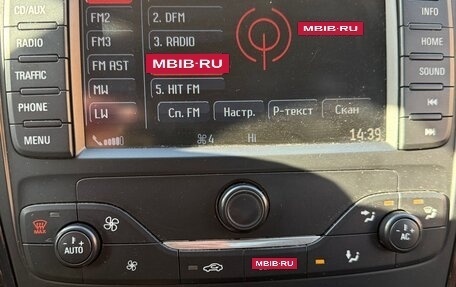 CD/AUX
FM2
2. DFM
INFO
MBIB.RU
RADIO
FM3
3. RADIO
HOME
TRAFFIC
FM AST
MBIB.RU
SOUND
PHONE
MW
5. HIT FM
MENU
LW
Сп. FM
Настр.
Р-текст
Скан
4
Hi
14:39
MAX
AUTO
AC
MBIB.RU